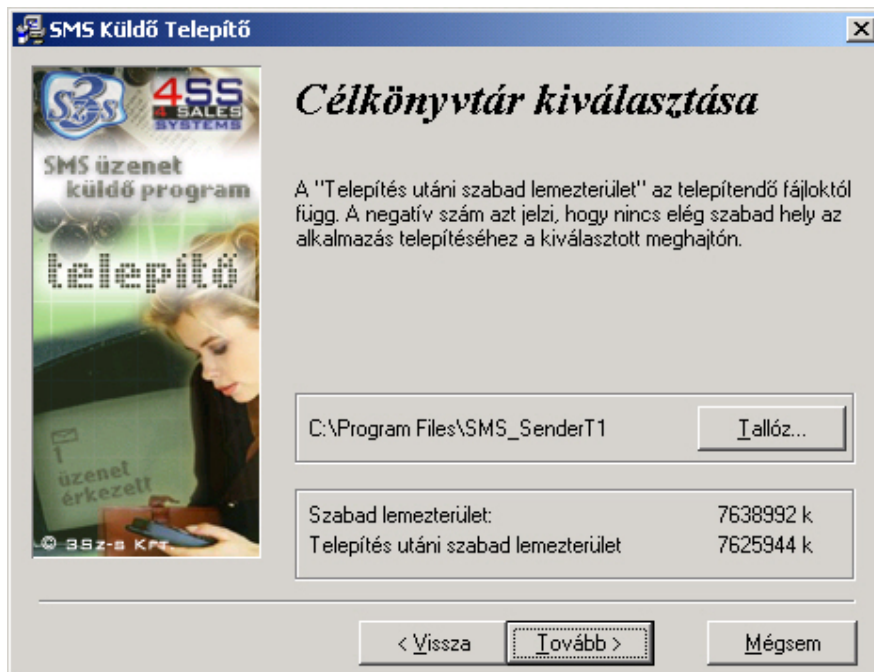 SMS Küldő Telepítő
3
Sz-s
4SS
4 SALES
SYSTEMS
SMS üzenet
küldő program
telepítő
1
üzenet
érkezett
© 3Sz-s Kft.
Célkönyvtár kiválasztása
A "Telepítés utáni szabad lemezterület" az telepítendő fájloktól
függ. A negatív szám azt jelzi, hogy nincs elég szabad hely az
alkalmazás telepítéséhez a kiválasztott meghajtón.
C:\Program Files\SMS_SenderT1
Tallóz...
Szabad lemezterület: 7638992 k
Telepítés utáni szabad lemezterület 7625944 k
< Vissza
Tovább >
Mégsem